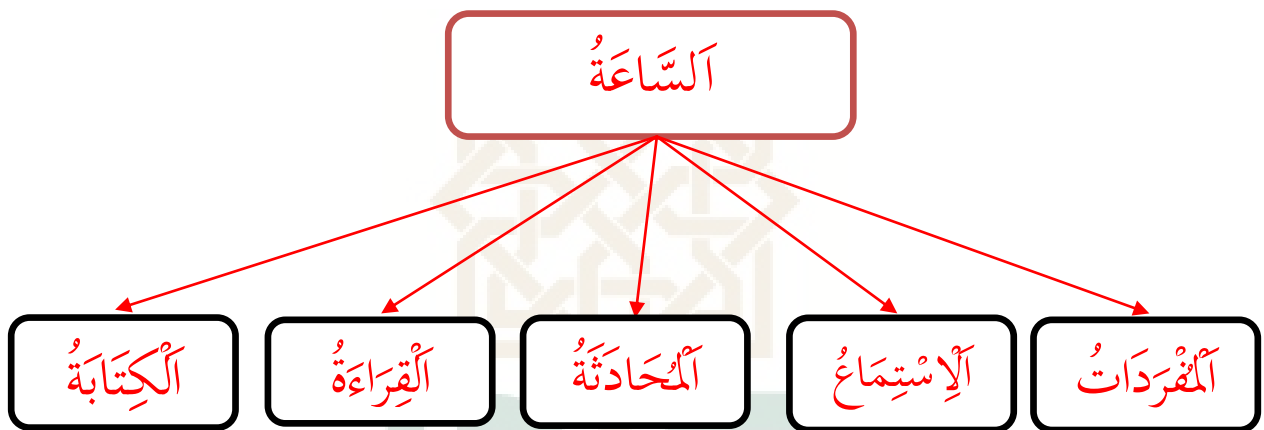 اَلسَّاعَةُ
اَلْمُفْرَدَاتُ
اَلْاِسْتِمَاعُ
اَلْمُحَادَثَةُ
اَلْقِرَاءَةُ
اَلْكِتَابَةُ